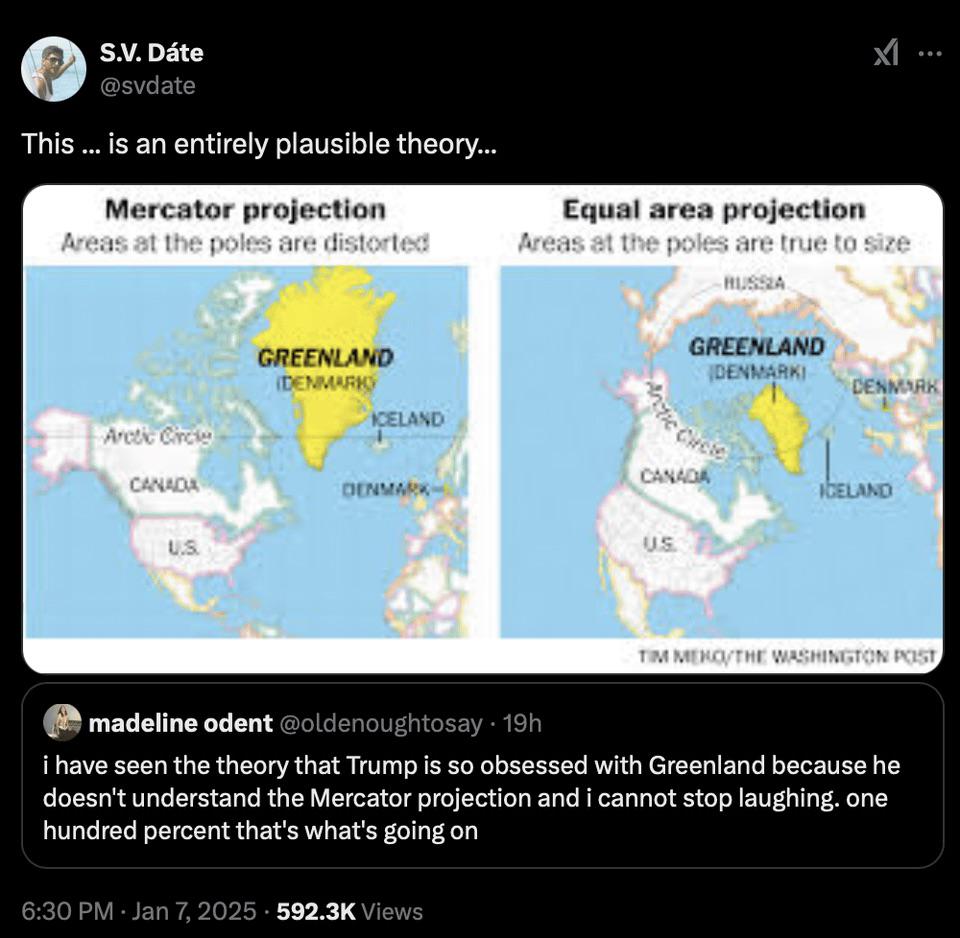 S.V. Dáte
@svdate
This ... is an entirely plausible theory...
Mercator projection
Areas at the poles are distorted
GREENLAND
(DENMARK)
ICELAND
Arctic Circle
CANADA
DENMARK
U.S.
Equal area projection
Areas at the poles are true to size
RUSSIA
GREENLAND
(DENMARK)
DENMARK
Arctic Circle
CANADA
ICELAND
U.S.
TIM MEKO/THE WASHINGTON POST
madeline odent @oldenoughtosay · 19h
i have seen the theory that Trump is so obsessed with Greenland because he
doesn't understand the Mercator projection and i cannot stop laughing. one
hundred percent that's what's going on
6:30 PM · Jan 7, 2025 · 592.3K Views